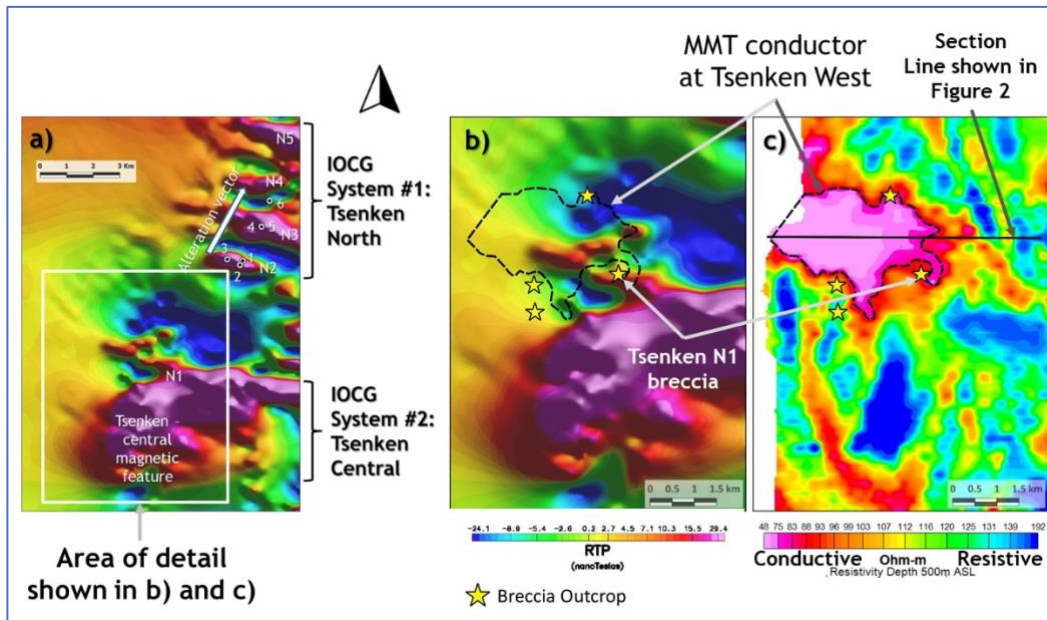 MMT conductor
at Tsenken West
Section
Line shown in
Figure 2
a)
0 1 2 3 Km
N5
N4
6
Alteration vector
4 5
N3
3
1
2
N2
IOCG
System #1:
Tsenken
North
N1
Tsenken -
central
magnetic
feature
IOCG
System #2:
Tsenken
Central
Area of detail
shown in b) and c)
b)
Tsenken N1
breccia
0 0.5 1 1.5 km
-24.1 -8.8 -5.4 -2.6 0.2 2.7 4.5 7.1 10.3 15.5 29.4
RTP
(nanoTeslas)
Breccia Outcrop
c)
0 0.5 1 1.5 km
48 75 83 88 93 96 99 103 107 112 116 120 125 131 139 192
Conductive Ohm-m Resistive
Resistivity Depth 500m ASL